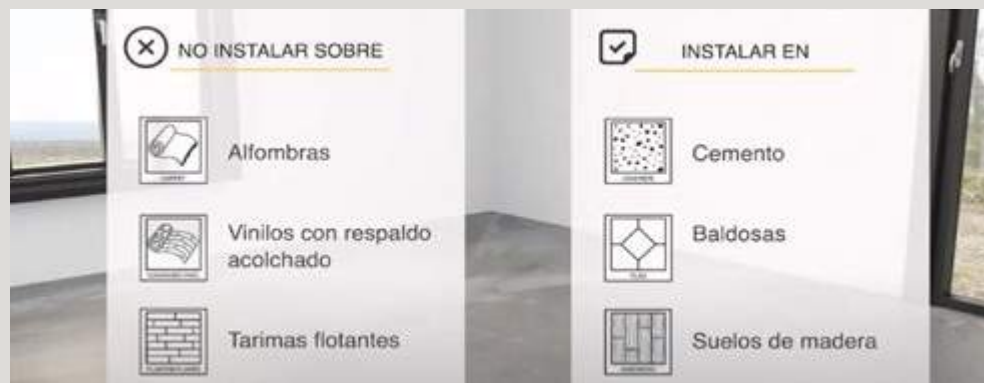 NO INSTALAR SOBRE
Alfombras
Vinilos con respaldo
acolchado
Tarimas flotantes
INSTALAR EN
Cemento
Baldosas
Suelos de madera